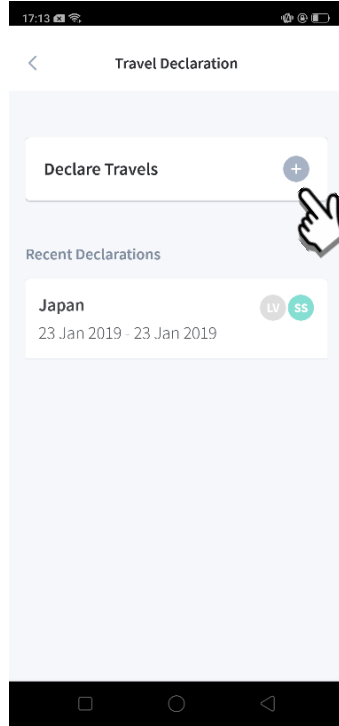 17:13
Travel Declaration
Declare Travels
Recent Declarations
Japan
LV SS
23 Jan 2019 - 23 Jan 2019